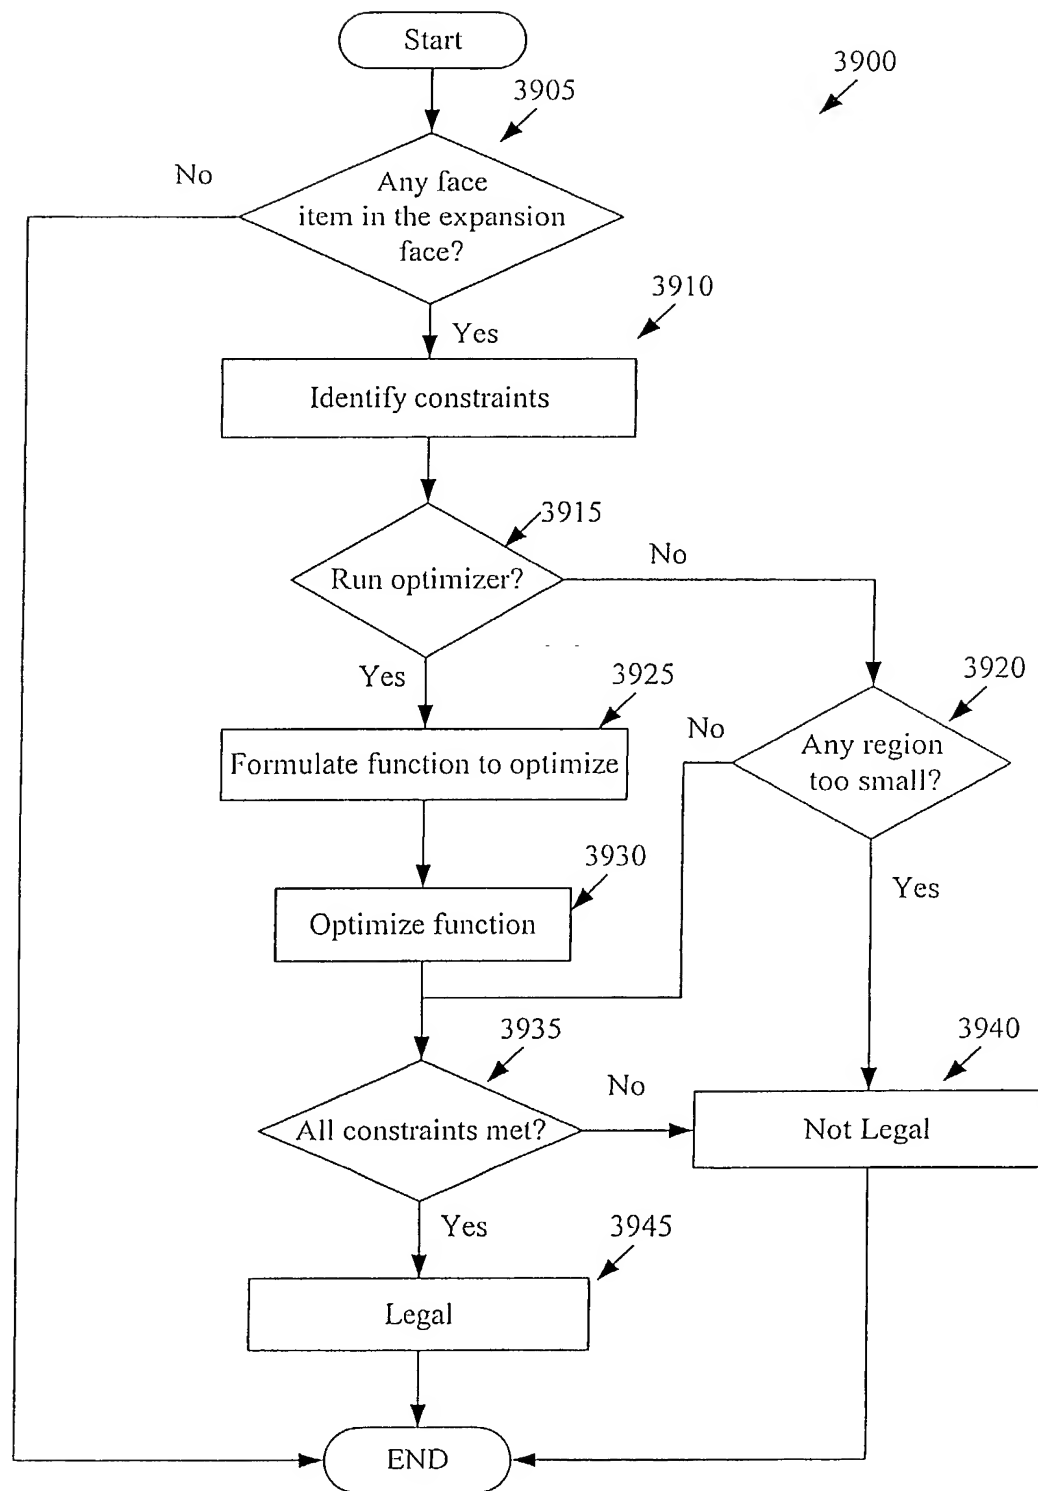 Start
3900
3905
No
Any face
item in the expansion
face?
3910
Yes
Identify constraints
3915
No
Run optimizer?
Yes
3925
3920
No
Any region
too small?
Formulate function to optimize
3930
Yes
Optimize function
3935
3940
No
All constraints met?
Not Legal
Yes
3945
Legal
END